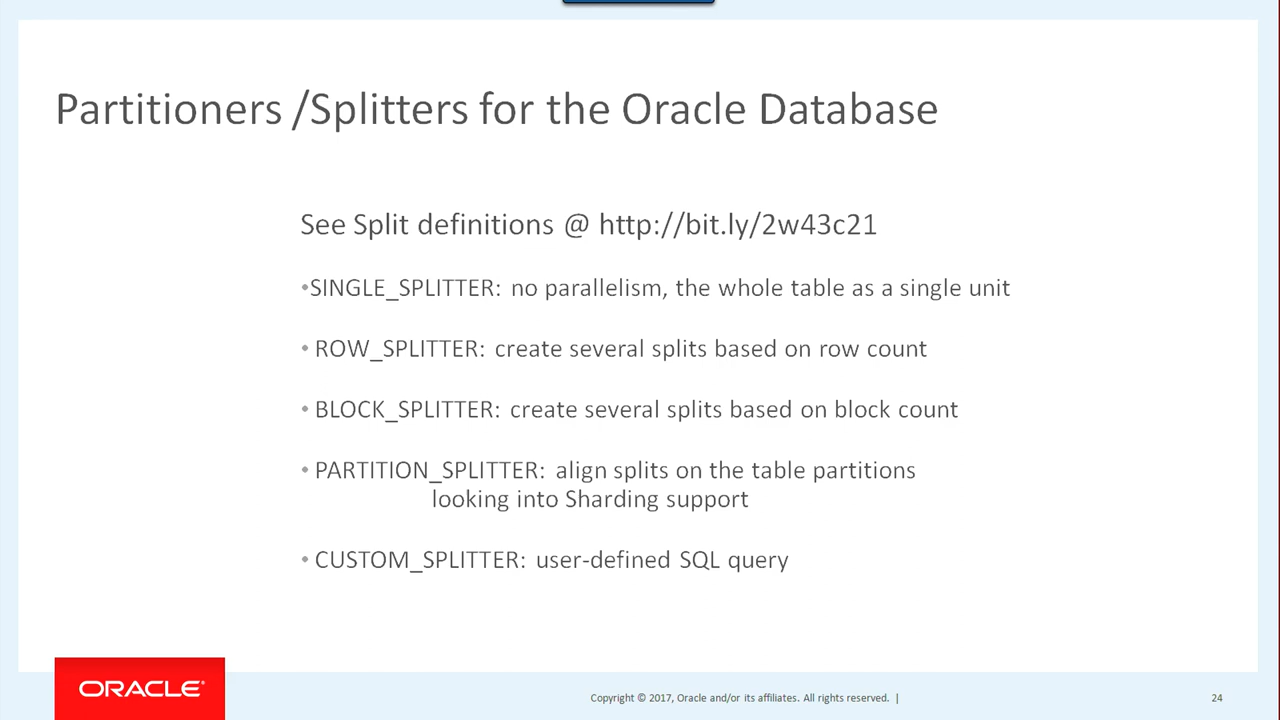 Partitioners /Splitters for the Oracle Database
See Split definitions @ http://bit.ly/2w43c21
•SINGLE_SPLITTER: no parallelism, the whole table as a single unit
• ROW_SPLITTER: create several splits based on row count
• BLOCK_SPLITTER: create several splits based on block count
• PARTITION_SPLITTER: align splits on the table partitions
looking into Sharding support
• CUSTOM_SPLITTER: user-defined SQL query
ORACLE®
Copyright © 2017, Oracle and/or its affiliates. All rights reserved. |
24